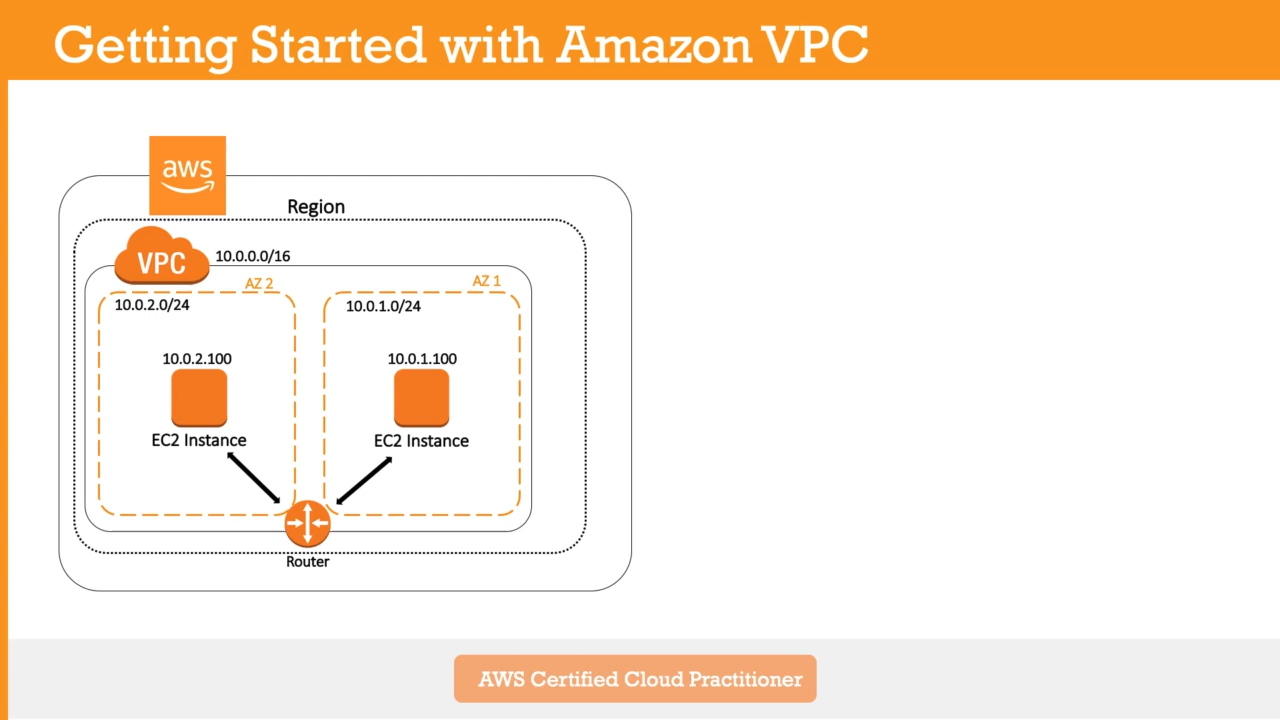 Getting Started with Amazon VPC
aws
Region
VPC
10.0.0.0/16
AZ 2
AZ 1
10.0.2.0/24
10.0.1.0/24
10.0.2.100
10.0.1.100
EC2 Instance
EC2 Instance
Router
AWS Certified Cloud Practitioner